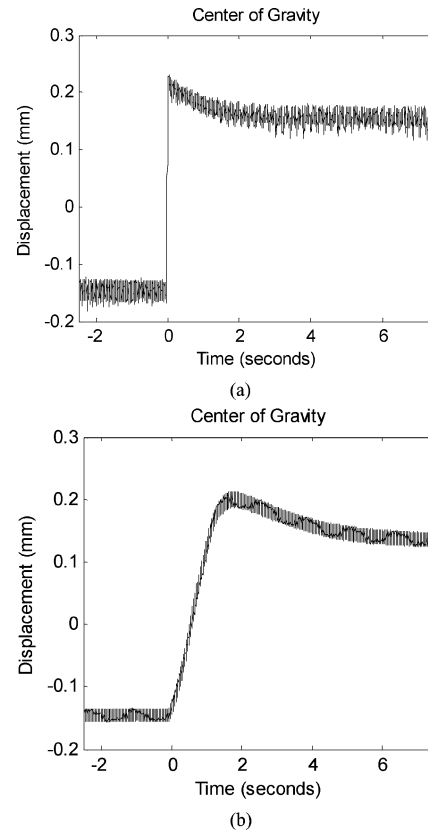 Center of Gravity
0.3
0.2
0.1
0
-0.1
-0.2
Displacement (mm)
-2 0 2 4 6
Time (seconds)
(a)
Center of Gravity
0.3
0.2
0.1
0
-0.1
-0.2
Displacement (mm)
-2 0 2 4 6
Time (seconds)
(b)